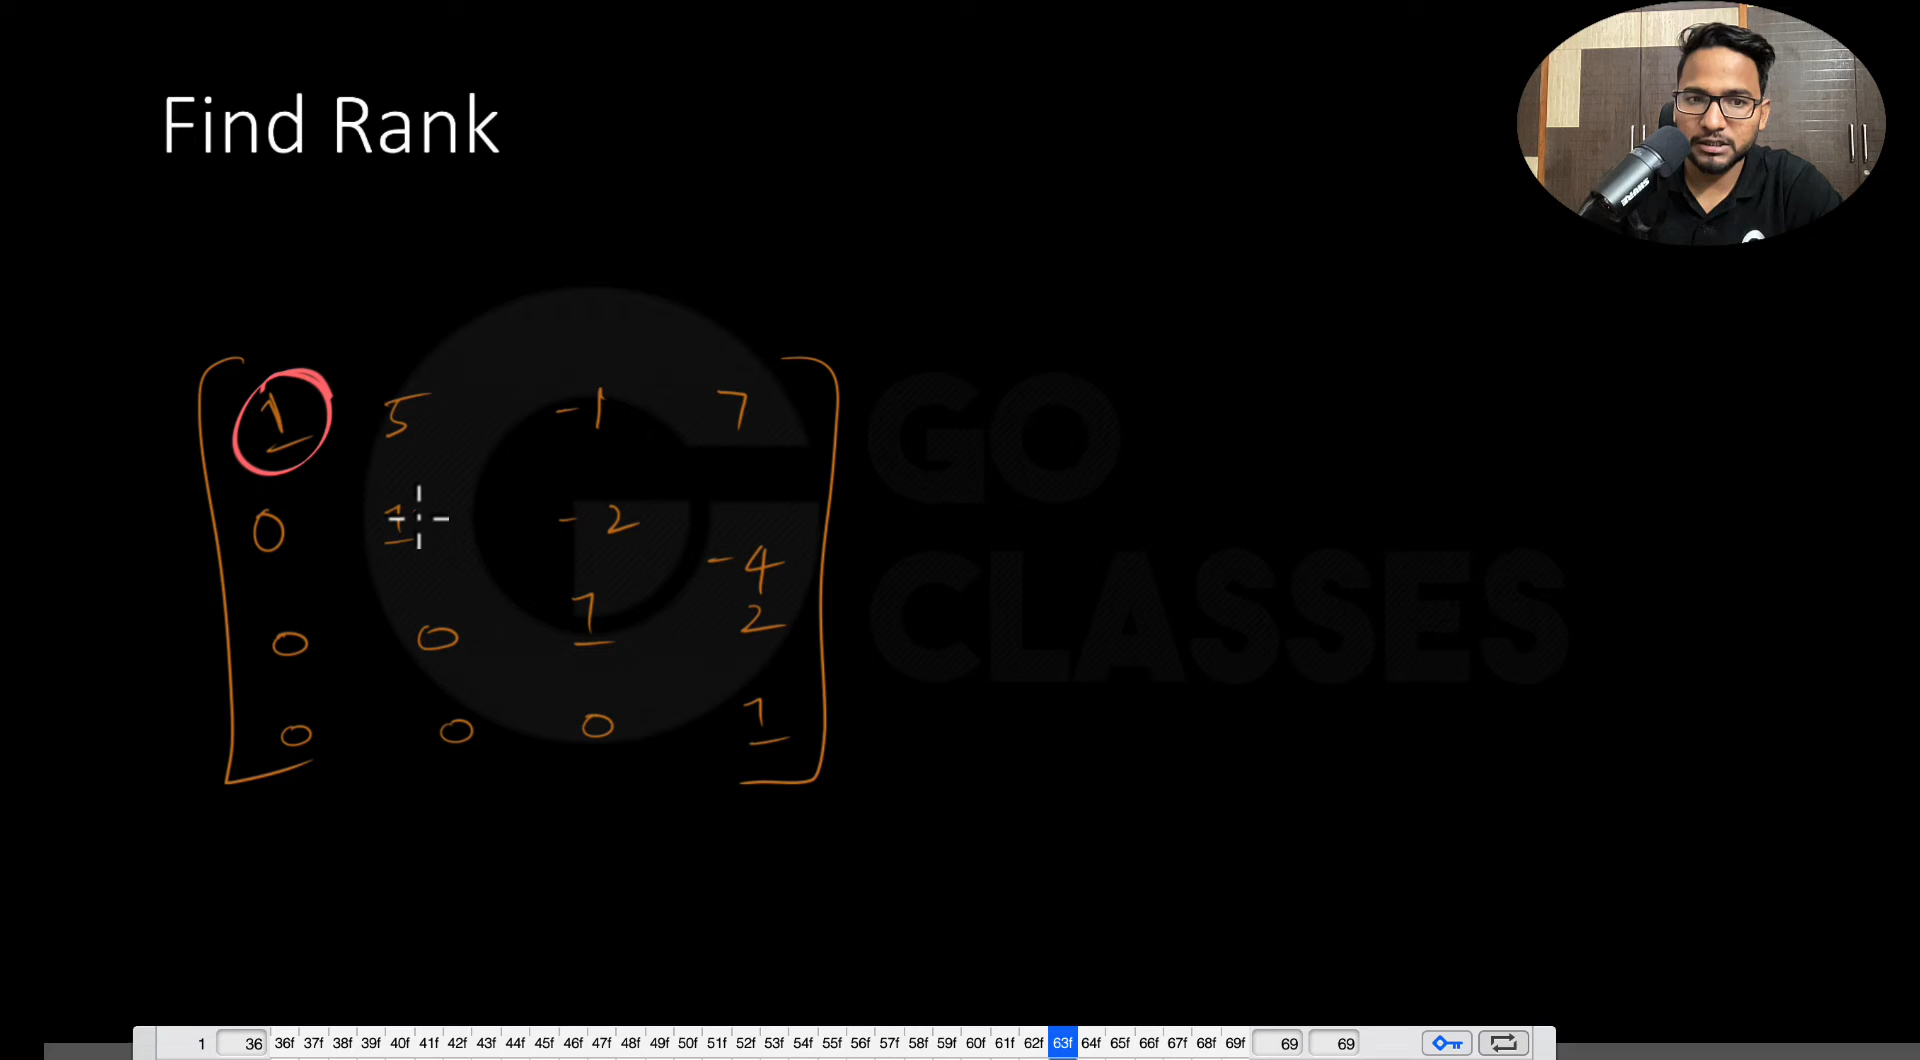 Find Rank
1 5 -1 7
0 1 -2 -4
0 0 1 2
0 0 0 1
GO
CLASSES
SHURE
1 36 36f 37f 38f 39f 40f 41f 42f 43f 44f 45f 46f 47f 48f 49f 50f 51f 52f 53f 54f 55f 56f 57f 58f 59f 60f 61f 62f 63f 64f 65f 66f 67f 68f 69f 69 69